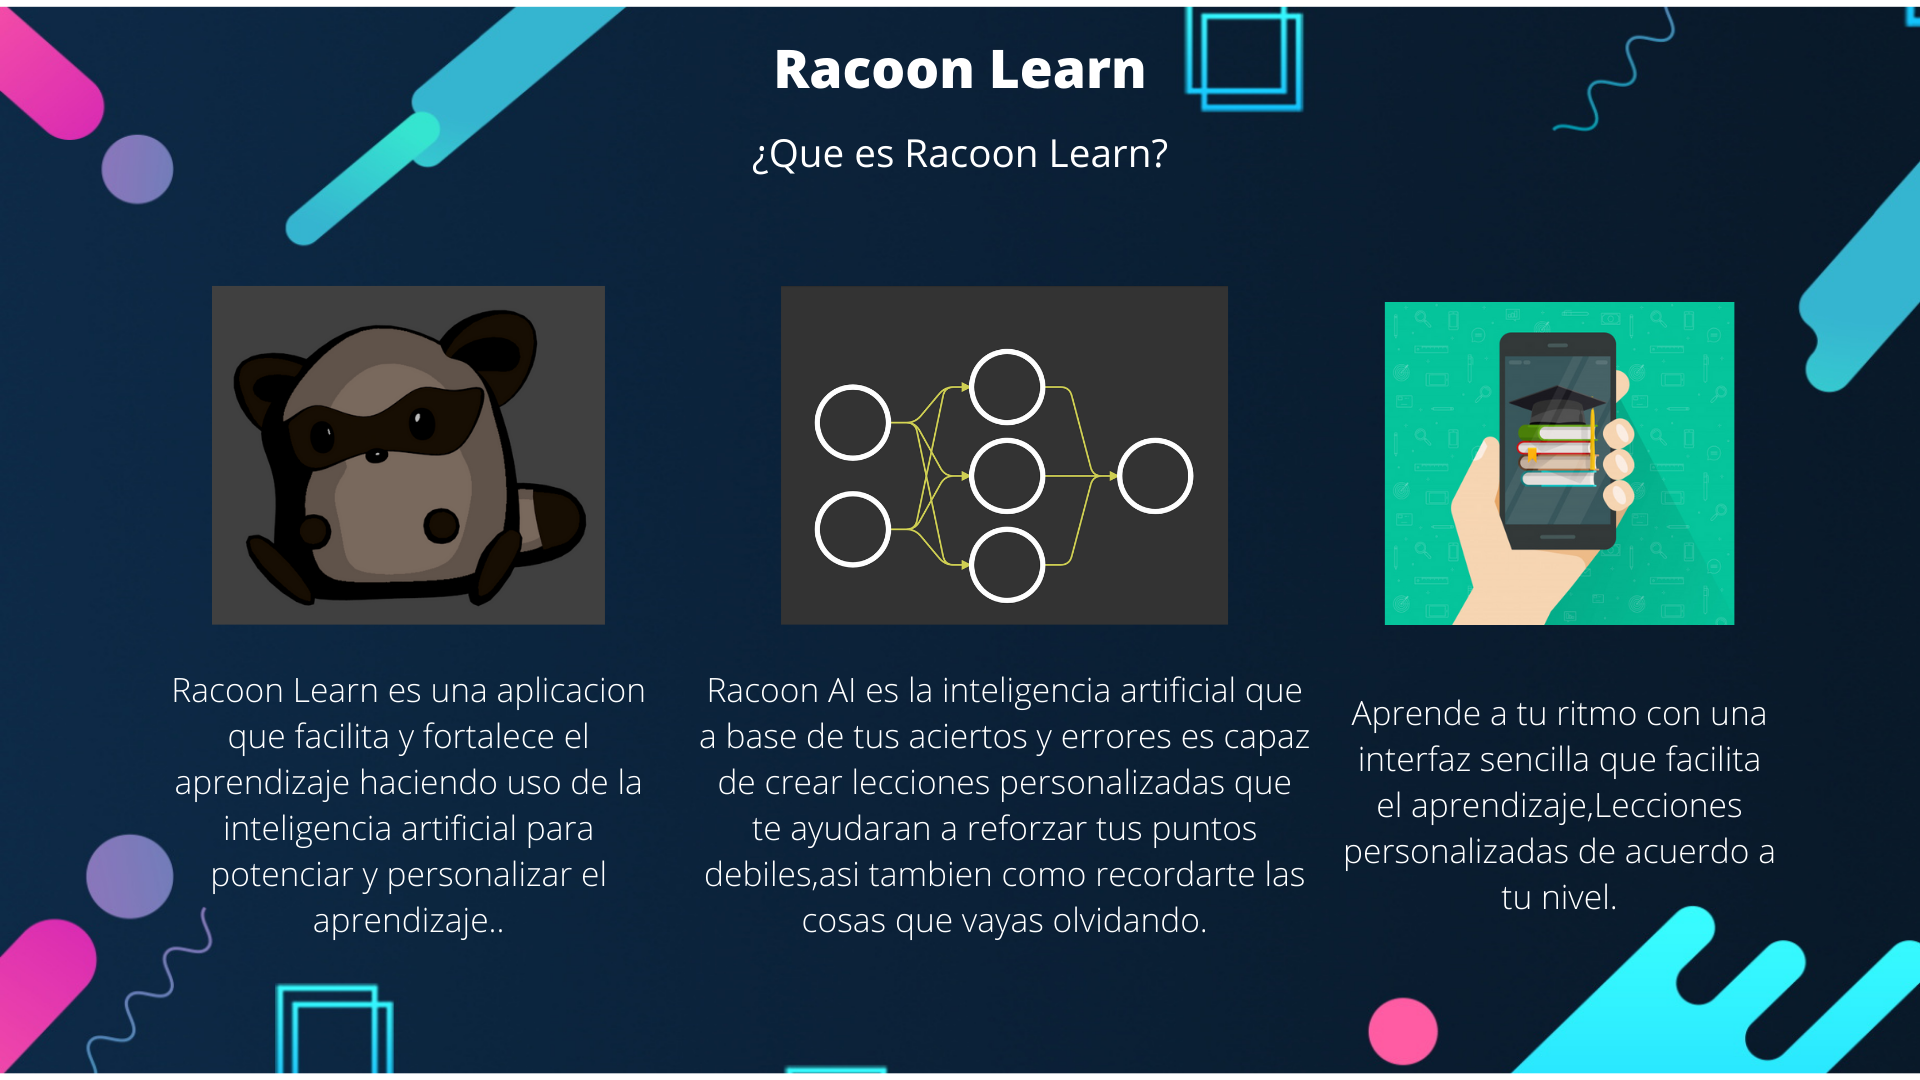 Racoon Learn
¿Que es Racoon Learn?
Racoon Learn es una aplicacion
que facilita y fortalece el
aprendizaje haciendo uso de la
inteligencia artificial para
potenciar y personalizar el
aprendizaje..
Racoon AI es la inteligencia artificial que
a base de tus aciertos y errores es capaz
de crear lecciones personalizadas que
te ayudaran a reforzar tus puntos
debiles,asi tambien como recordarte las
cosas que vayas olvidando.
Aprende a tu ritmo con una
interfaz sencilla que facilita
el aprendizaje,Lecciones
personalizadas de acuerdo a
tu nivel.